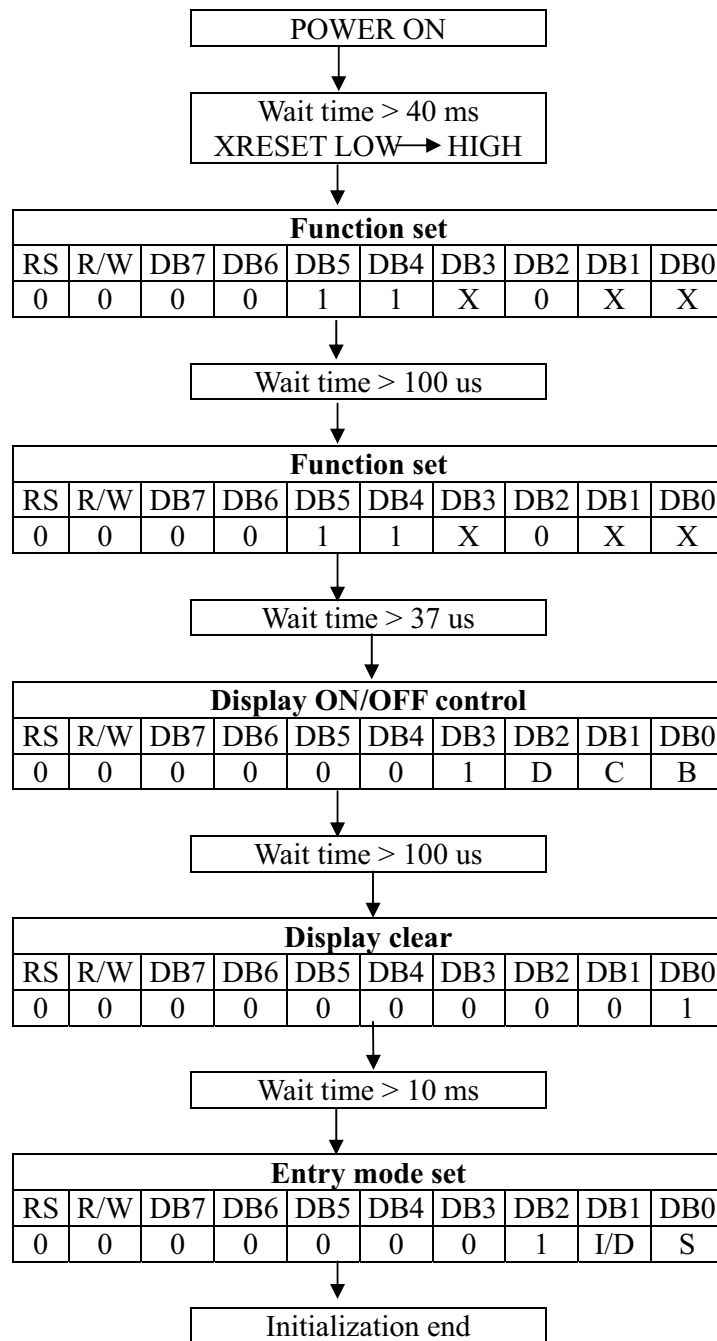 POWER ON
Wait time > 40 ms
XRESET LOW → HIGH
Function set
RS R/W DB7 DB6 DB5 DB4 DB3 DB2 DB1 DB0
0 0 0 0 1 1 X 0 X X
Wait time > 100 us
Function set
RS R/W DB7 DB6 DB5 DB4 DB3 DB2 DB1 DB0
0 0 0 0 1 1 X 0 X X
Wait time > 37 us
Display ON/OFF control
RS R/W DB7 DB6 DB5 DB4 DB3 DB2 DB1 DB0
0 0 0 0 0 0 1 D C B
Wait time > 100 us
Display clear
RS R/W DB7 DB6 DB5 DB4 DB3 DB2 DB1 DB0
0 0 0 0 0 0 0 0 0 1
Wait time > 10 ms
Entry mode set
RS R/W DB7 DB6 DB5 DB4 DB3 DB2 DB1 DB0
0 0 0 0 0 0 0 1 I/D S
Initialization end